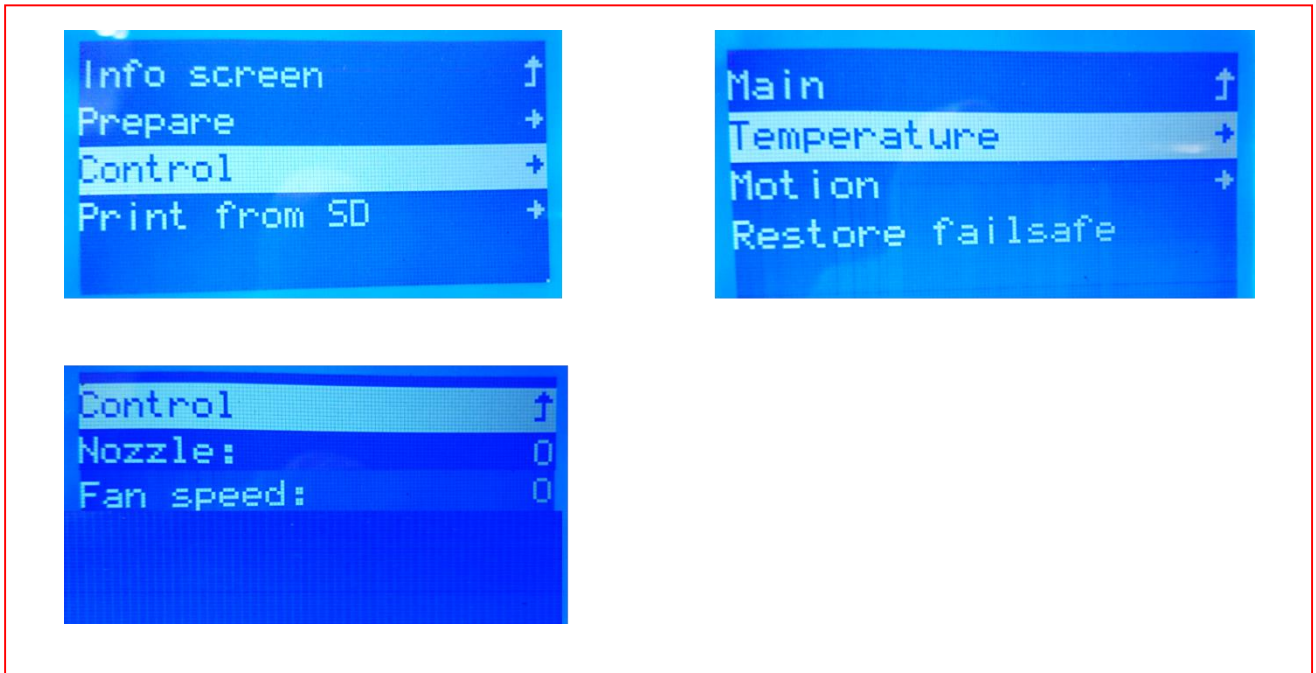 Info screen
Prepare
Control
Print from SD
Main
Temperature
Motion
Restore failsafe
Control
Nozzle: 0
Fan speed: 0